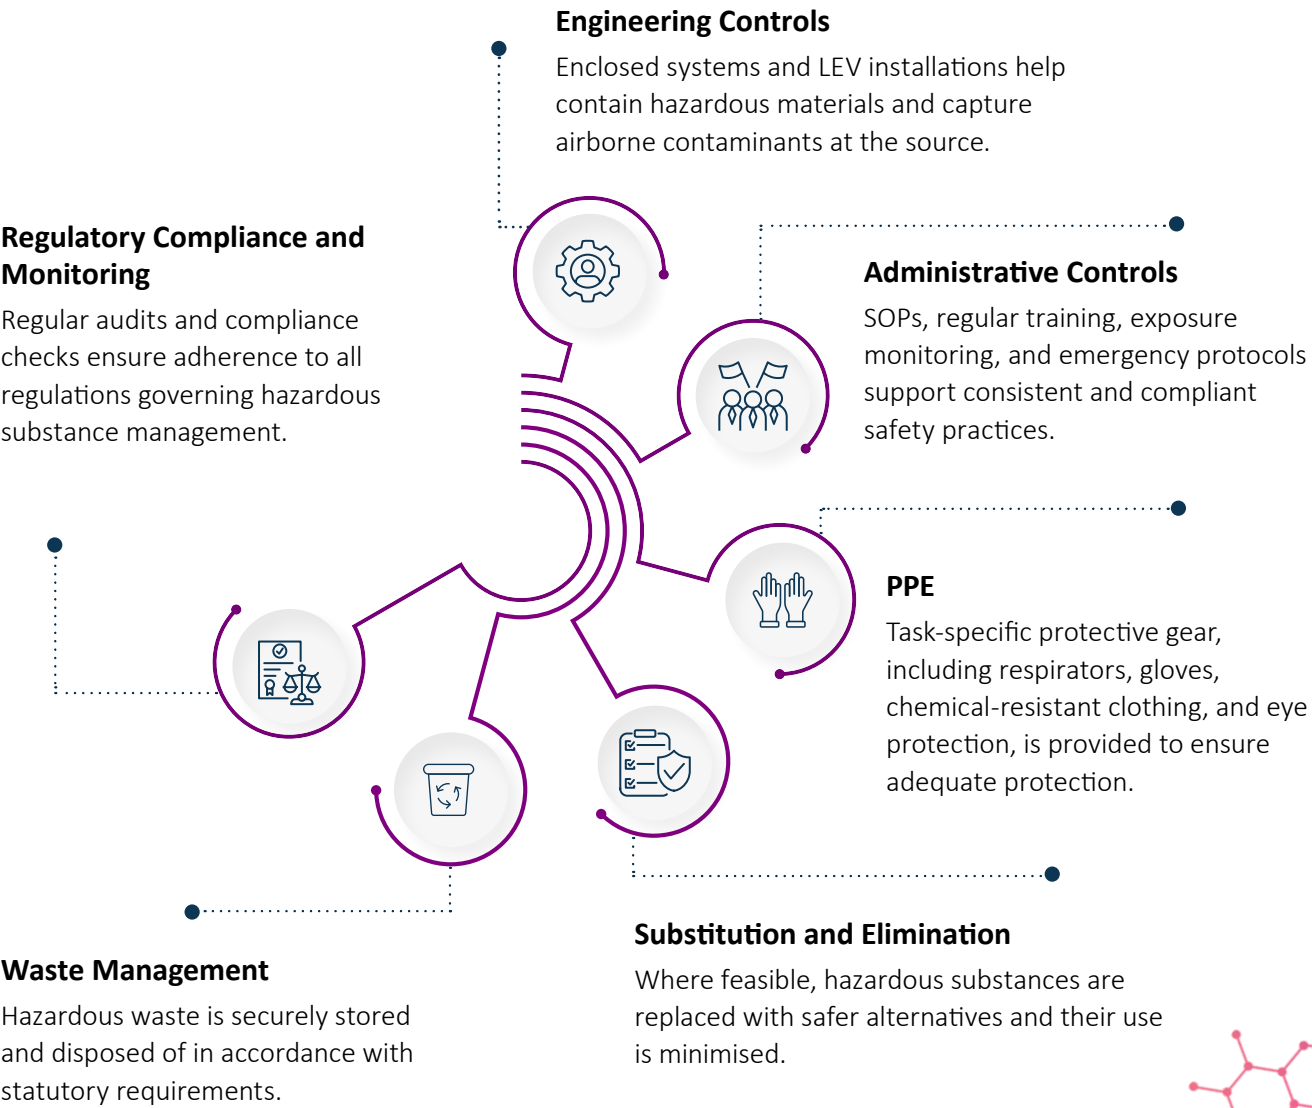 Engineering Controls
Enclosed systems and LEV installations help
contain hazardous materials and capture
airborne contaminants at the source.
Administrative Controls
SOPs, regular training, exposure
monitoring, and emergency protocols
support consistent and compliant
safety practices.
PPE
Task-specific protective gear,
including respirators, gloves,
chemical-resistant clothing, and eye
protection, is provided to ensure
adequate protection.
Substitution and Elimination
Where feasible, hazardous substances are
replaced with safer alternatives and their use
is minimised.
Waste Management
Hazardous waste is securely stored
and disposed of in accordance with
statutory requirements.
Regulatory Compliance and
Monitoring
Regular audits and compliance
checks ensure adherence to all
regulations governing hazardous
substance management.